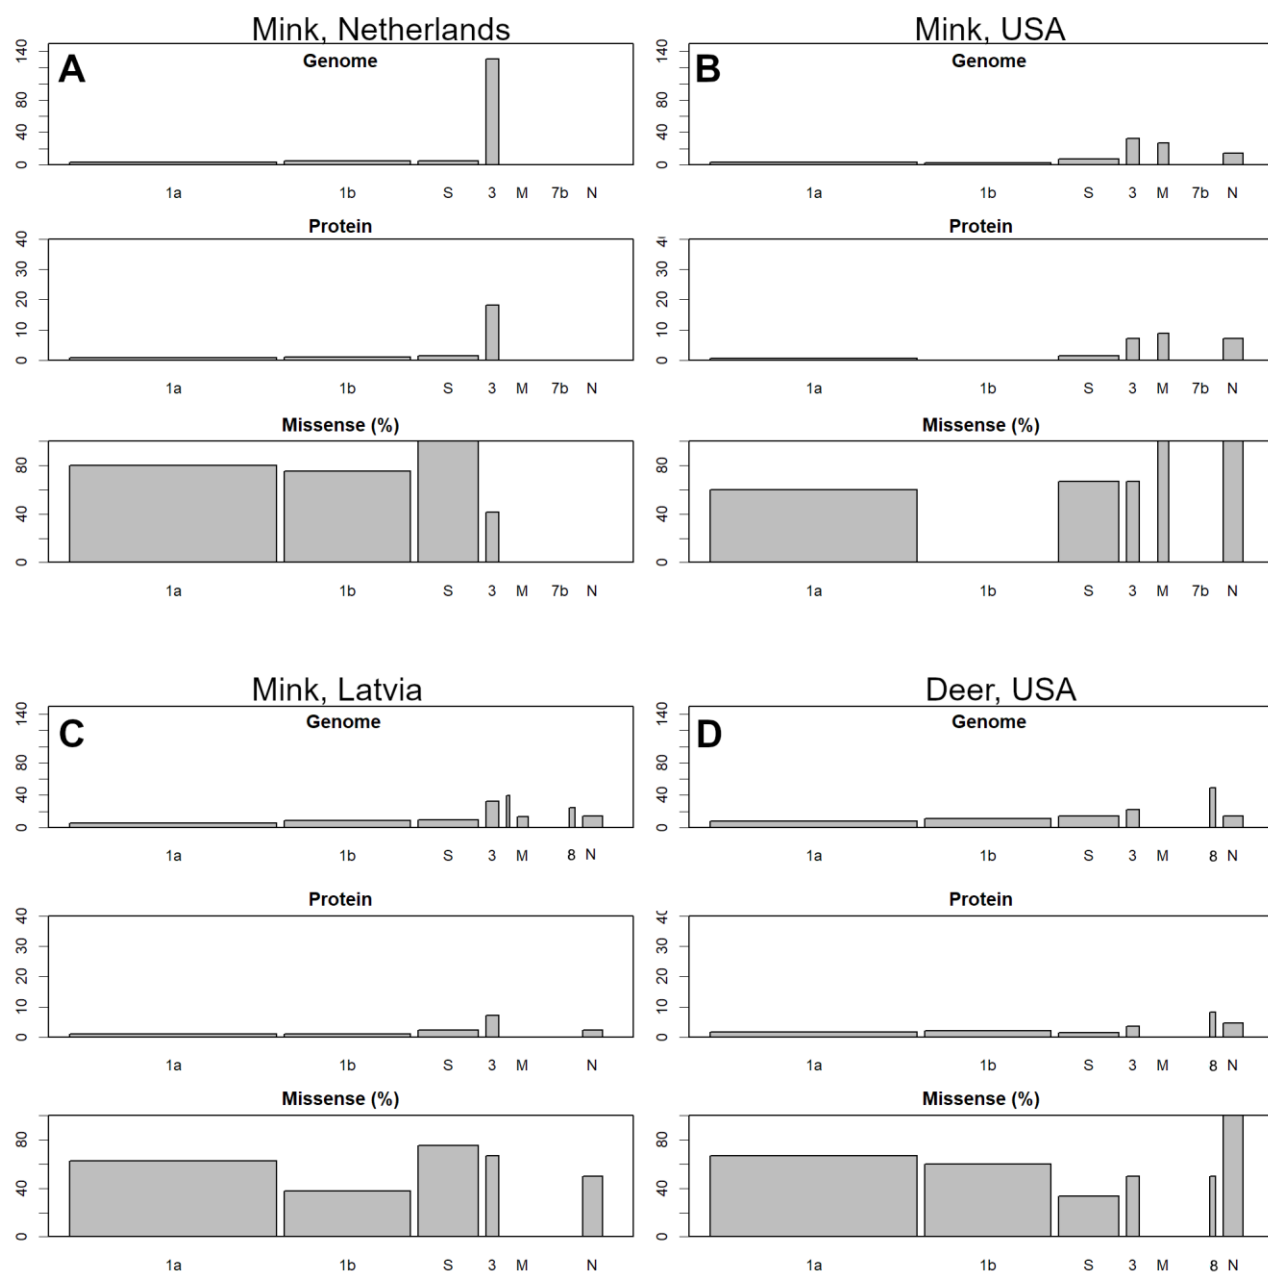 Mink, Netherlands
A
Genome
0 40 80 140
1a 1b S 3 M 7b N
Protein
0 10 20 30 40
1a 1b S 3 M 7b N
Missense (%)
0 40 80
1a 1b S 3 M 7b N
Mink, USA
B
Genome
0 40 80 140
1a 1b S 3 M 7b N
Protein
0 10 20 30
1a 1b S 3 M 7b N
Missense (%)
0 40 80
1a 1b S 3 M 7b N
Mink, Latvia
C
Genome
0 40 80 140
1a 1b S 3 M 8 N
Protein
0 10 20 30 40
1a 1b S 3 M N
Missense (%)
0 40 80
1a 1b S 3 M N
Deer, USA
D
Genome
0 40 80 140
1a 1b S 3 M 8 N
Protein
0 10 20 30
1a 1b S 3 M 8 N
Missense (%)
0 40 80
1a 1b S 3 M 8 N